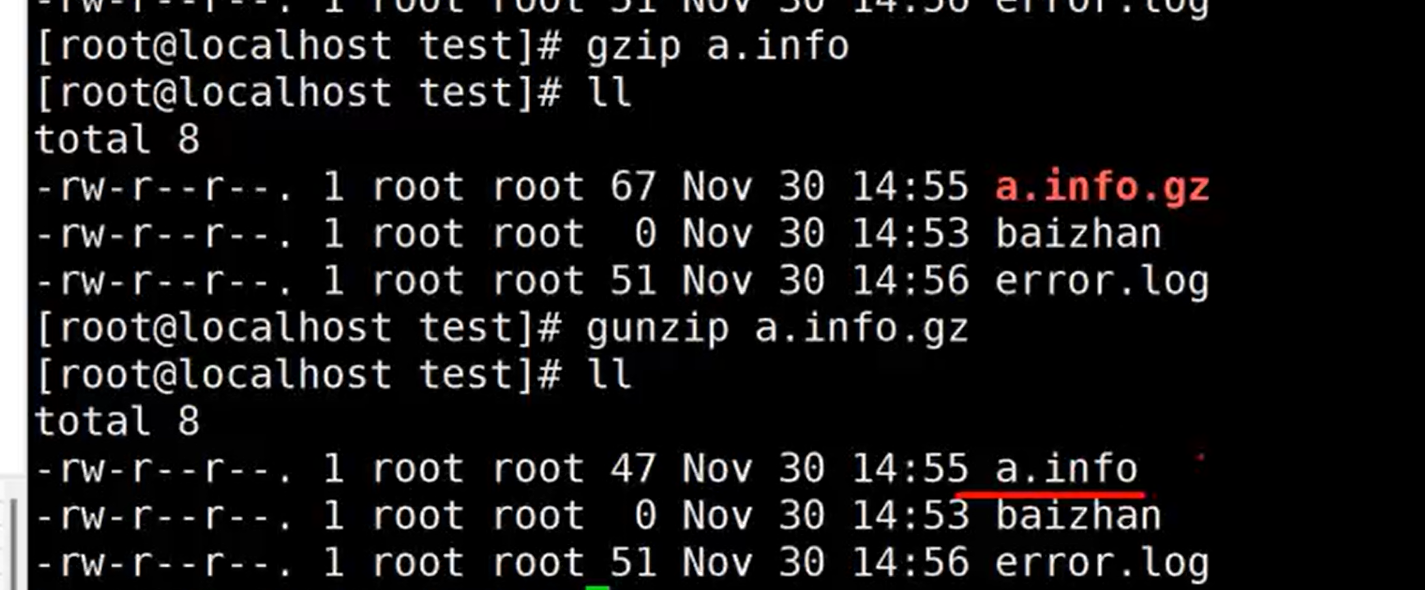 -rw-r--r--. 1 root root 51 Nov 30 14:56 error.log
[root@localhost test]# gzip a.info
[root@localhost test]# ll
total 8
-rw-r--r--. 1 root root 67 Nov 30 14:55 a.info.gz
-rw-r--r--. 1 root root  0 Nov 30 14:53 baizhan
-rw-r--r--. 1 root root 51 Nov 30 14:56 error.log
[root@localhost test]# gunzip a.info.gz
[root@localhost test]# ll
total 8
-rw-r--r--. 1 root root 47 Nov 30 14:55 a.info
-rw-r--r--. 1 root root  0 Nov 30 14:53 baizhan
-rw-r--r--. 1 root root 51 Nov 30 14:56 error.log